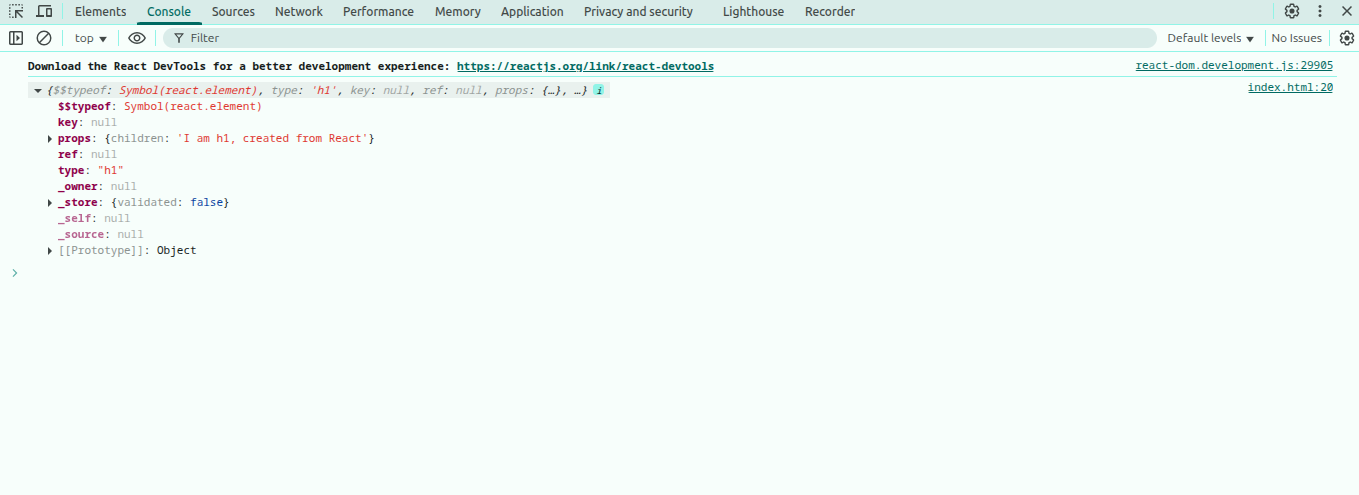 Elements Console Sources Network Performance Memory Application Privacy and security Lighthouse Recorder
top Filter Default levels No Issues
Download the React DevTools for a better development experience: https://reactjs.org/link/react-devtools react-dom.development.js:29905
{$$typeof: Symbol(react.element), type: 'h1', key: null, ref: null, props: {…}, …} i index.html:20
$$typeof: Symbol(react.element)
key: null
props: {children: 'I am h1, created from React'}
ref: null
type: "h1"
_owner: null
_store: {validated: false}
_self: null
_source: null
[[Prototype]]: Object